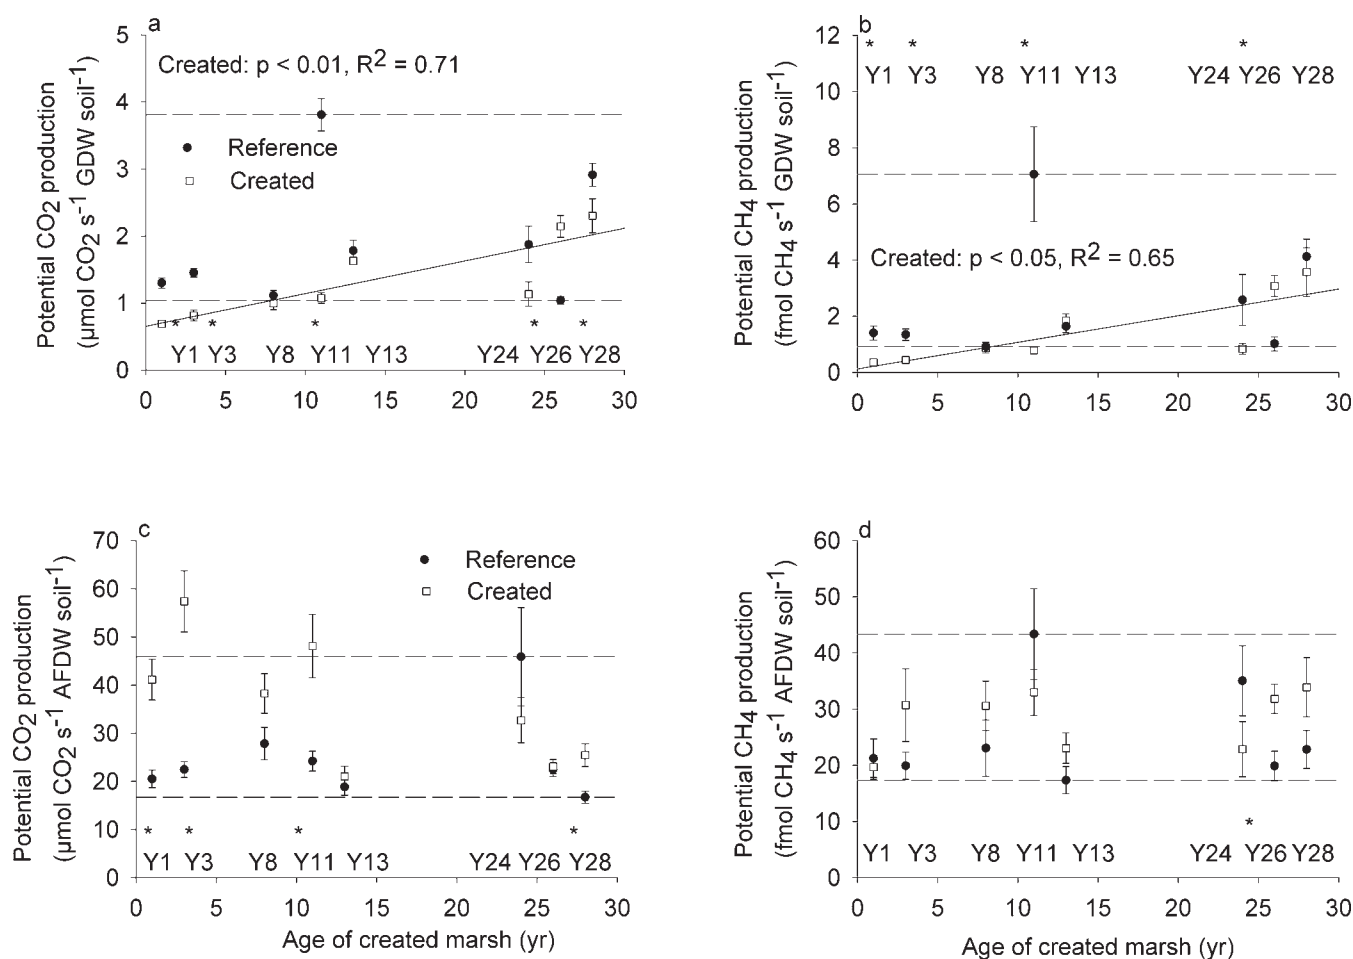 a
Potential CO2 production
(µmol CO2 s-1 GDW soil-1)
5
4
3
2
1
0
Created: p < 0.01, R2 = 0.71
Reference
Created
* * * * *
Y1 Y3 Y8 Y11 Y13 Y24 Y26 Y28
0 5 10 15 20 25 30
b
Potential CH4 production
(fmol CH4 s-1 GDW soil-1)
12
10
8
6
4
2
0
* * * *
Y1 Y3 Y8 Y11 Y13 Y24 Y26 Y28
Created: p < 0.05, R2 = 0.65
0 5 10 15 20 25 30
c
Potential CO2 production
(µmol CO2 s-1 AFDW soil-1)
70
60
50
40
30
20
10
0
Reference
Created
* * * *
Y1 Y3 Y8 Y11 Y13 Y24 Y26 Y28
0 5 10 15 20 25 30
Age of created marsh (yr)
d
Potential CH4 production
(fmol CH4 s-1 AFDW soil-1)
60
50
40
30
20
10
0
*
Y1 Y3 Y8 Y11 Y13 Y24 Y26 Y28
0 5 10 15 20 25 30
Age of created marsh (yr)